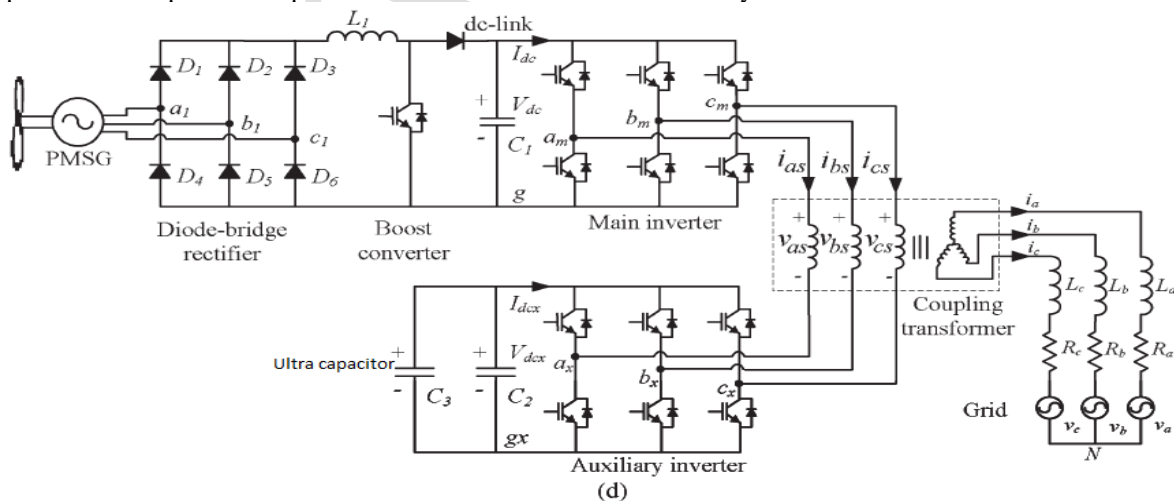 L1
dc-link
D1
D2
D3
Idc
a1
b1
c1
+
Vdc
-
C1
am
bm
cm
PMSG
D4
D5
D6
g
ias
ibs
ics
Diode-bridge
rectifier
Boost
converter
Main inverter
+
+
+
vas
vbs
vcs
-
-
-
ia
ib
ic
Lc
Lb
La
Coupling
transformer
Idcx
Ultra capacitor
+
-
C3
+
Vdcx
-
C2
ax
bx
cx
Rc
Rb
Ra
Grid
vc
vb
va
N
gx
Auxiliary inverter
(d)